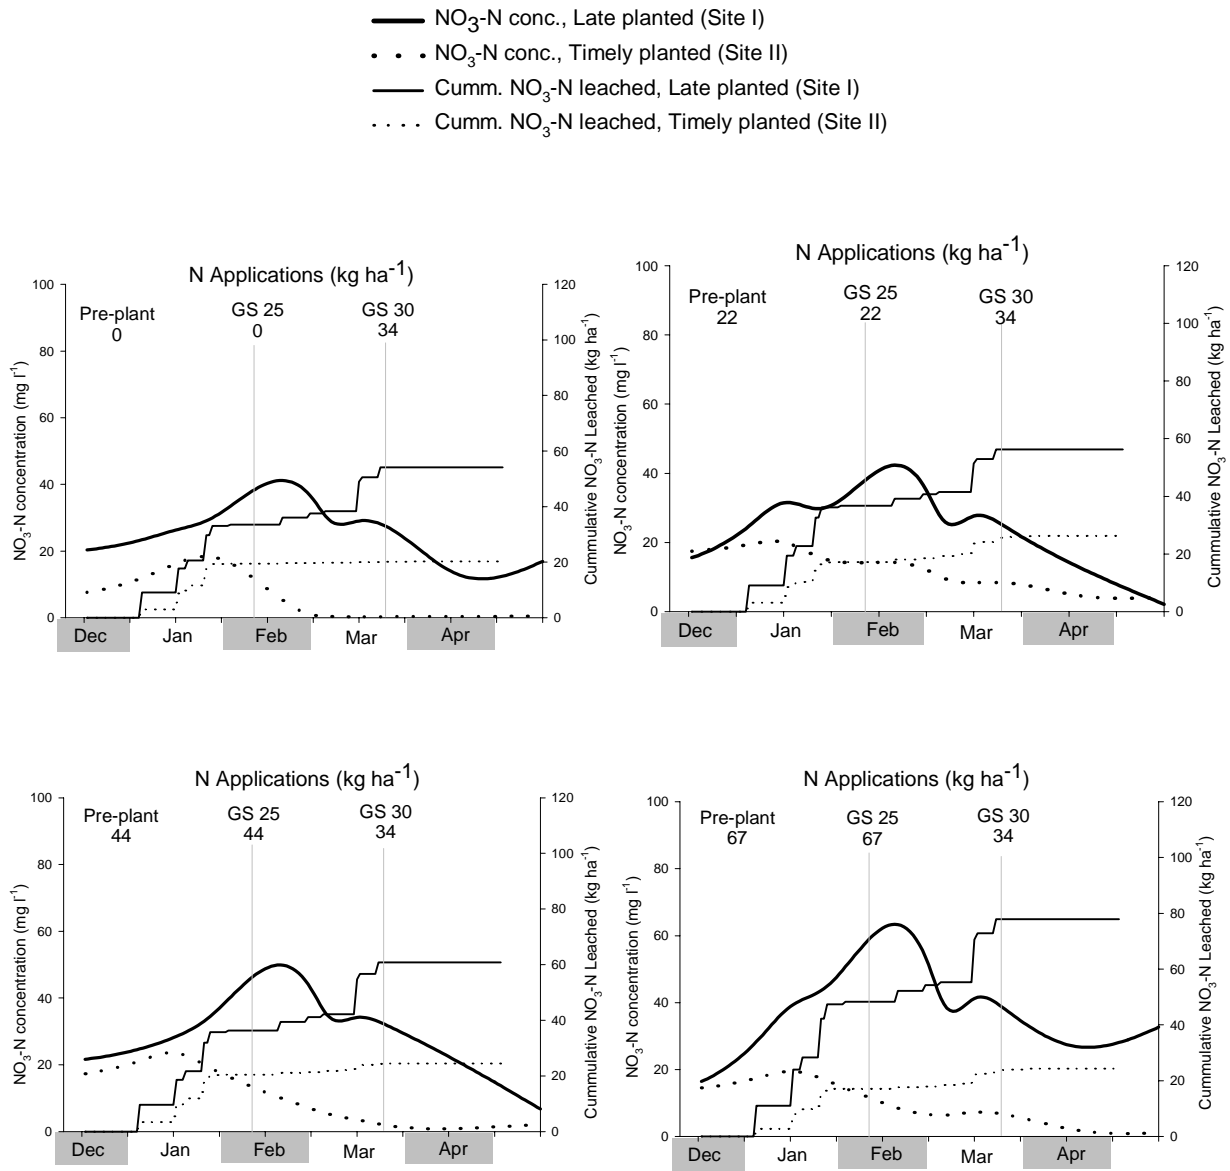 NO3-N conc., Late planted (Site I)
NO3-N conc., Timely planted (Site II)
Cumm. NO3-N leached, Late planted (Site I)
Cumm. NO3-N leached, Timely planted (Site II)
N Applications (kg ha-1)
Pre-plant
0
GS 25
0
GS 30
34
NO3-N concentration (mg l-1)
100
80
60
40
20
0
Cummulative NO3-N Leached (kg ha-1)
120
100
80
60
40
20
0
Dec Jan Feb Mar Apr
N Applications (kg ha-1)
Pre-plant
22
GS 25
22
GS 30
34
NO3-N concentration (mg l-1)
100
80
60
40
20
0
Cummulative NO3-N Leached (kg ha-1)
120
100
80
60
40
20
0
Dec Jan Feb Mar Apr
N Applications (kg ha-1)
Pre-plant
44
GS 25
44
GS 30
34
NO3-N concentration (mg l-1)
100
80
60
40
20
0
Cummulative NO3-N Leached (kg ha-1)
120
100
80
60
40
20
0
Dec Jan Feb Mar Apr
N Applications (kg ha-1)
Pre-plant
67
GS 25
67
GS 30
34
NO3-N concentration (mg l-1)
100
80
60
40
20
0
Cummulative NO3-N Leached (kg ha-1)
120
100
80
60
40
20
0
Dec Jan Feb Mar Apr